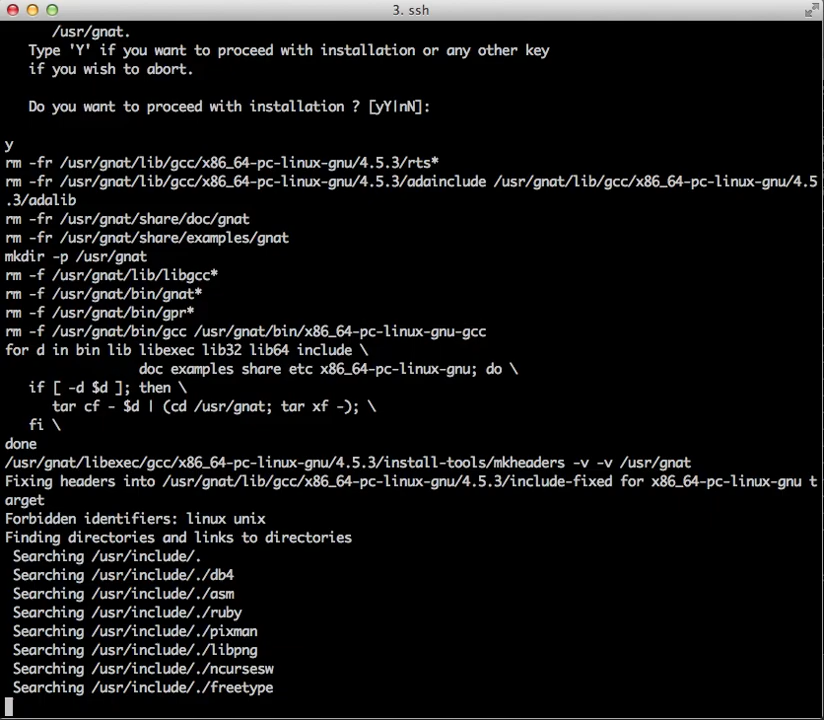 3. ssh
/usr/gnat.
Type 'Y' if you want to proceed with installation or any other key
if you wish to abort.
Do you want to proceed with installation ? [yY|nN]:
y
rm -fr /usr/gnat/lib/gcc/x86_64-pc-linux-gnu/4.5.3/rts*
rm -fr /usr/gnat/lib/gcc/x86_64-pc-linux-gnu/4.5.3/adainclude /usr/gnat/lib/gcc/x86_64-pc-linux-gnu/4.5
.3/adalib
rm -fr /usr/gnat/share/doc/gnat
rm -fr /usr/gnat/share/examples/gnat
mkdir -p /usr/gnat
rm -f /usr/gnat/lib/libgcc*
rm -f /usr/gnat/bin/gnat*
rm -f /usr/gnat/bin/gpr*
rm -f /usr/gnat/bin/gcc /usr/gnat/bin/x86_64-pc-linux-gnu-gcc
for d in bin lib libexec lib32 lib64 include \
doc examples share etc x86_64-pc-linux-gnu; do \
if [ -d $d ]; then \
tar cf - $d | (cd /usr/gnat; tar xf -); \
fi \
done
/usr/gnat/libexec/gcc/x86_64-pc-linux-gnu/4.5.3/install-tools/mkheaders -v -v /usr/gnat
Fixing headers into /usr/gnat/lib/gcc/x86_64-pc-linux-gnu/4.5.3/include-fixed for x86_64-pc-linux-gnu t
arget
Forbidden identifiers: linux unix
Finding directories and links to directories
Searching /usr/include/.
Searching /usr/include/./db4
Searching /usr/include/./asm
Searching /usr/include/./ruby
Searching /usr/include/./pixman
Searching /usr/include/./libpng
Searching /usr/include/./ncursesw
Searching /usr/include/./freetype